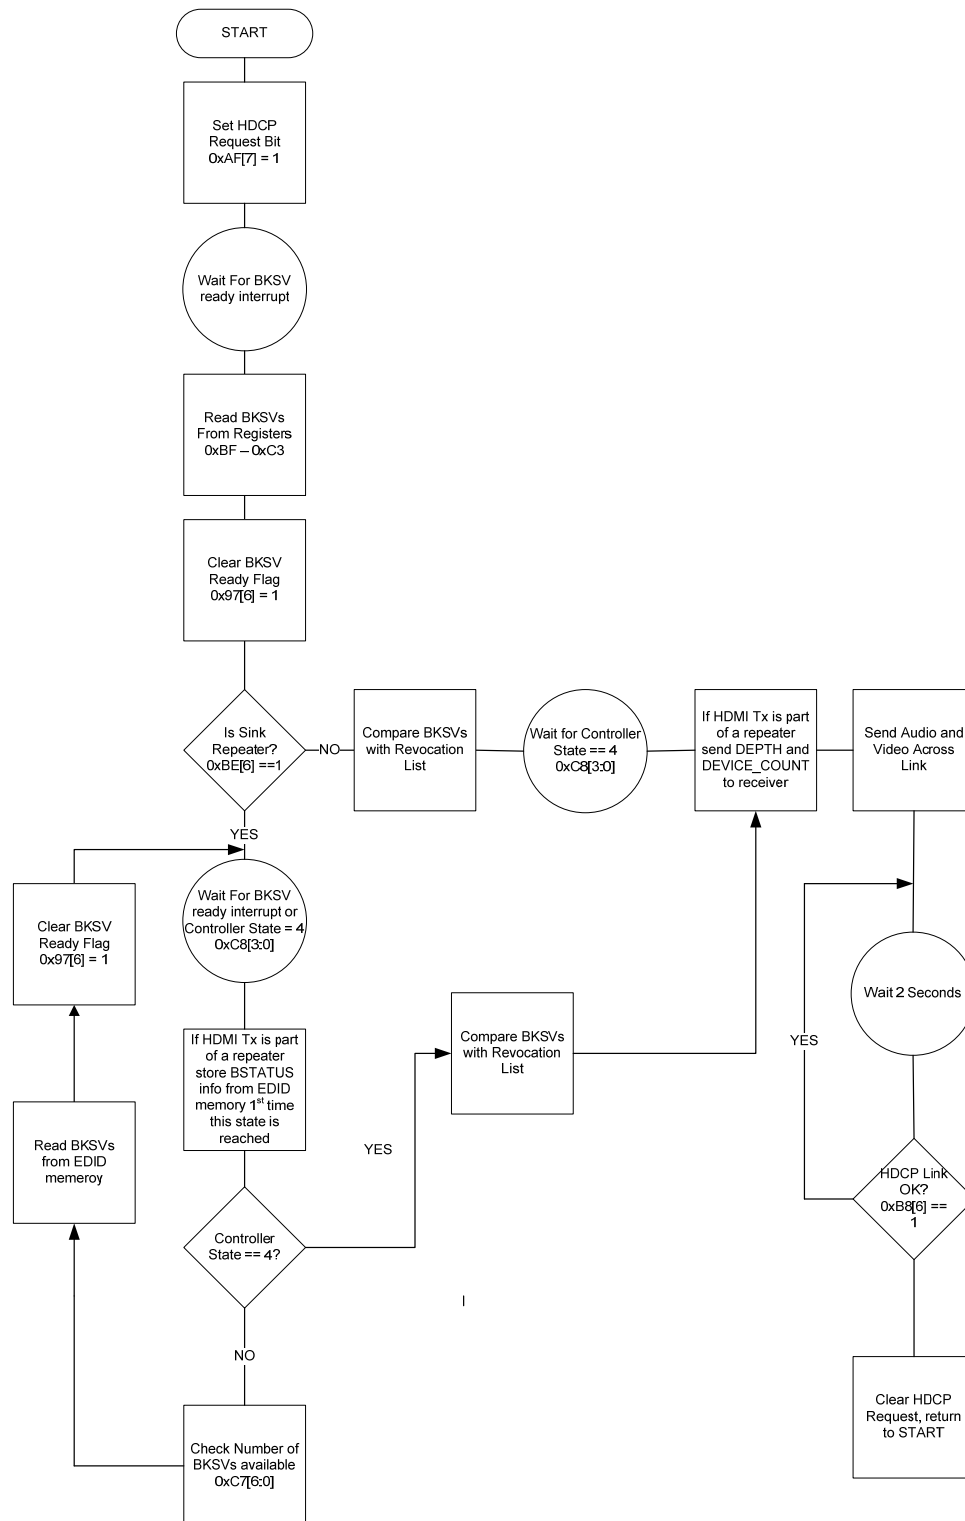 START
Set HDCP
Request Bit
0xAF[7] = 1
Wait For BKSV
ready interrupt
Read BKSVs
From Registers
0xBF – 0xC3
Clear BKSV
Ready Flag
0x97[6] = 1
Is Sink
Repeater?
0xBE[6] ==1
NO
Compare BKSVs
with Revocation
List
Wait for Controller
State == 4
0xC8[3:0]
If HDMI Tx is part
of a repeater
send DEPTH and
DEVICE_COUNT
to receiver
Send Audio and
Video Across
Link
YES
Wait For BKSV
ready interrupt or
Controller State = 4
0xC8[3:0]
Clear BKSV
Ready Flag
0x97[6] = 1
Wait 2 Seconds
YES
If HDMI Tx is part
of a repeater
store BSTATUS
info from EDID
memory 1st time
this state is
reached
Compare BKSVs
with Revocation
List
YES
Read BKSVs
from EDID
memeroy
HDCP Link
OK?
0xB8[6] ==
1
Controller
State == 4?
I
NO
Check Number of
BKSVs available
0xC7[6:0]
Clear HDCP
Request, return
to START